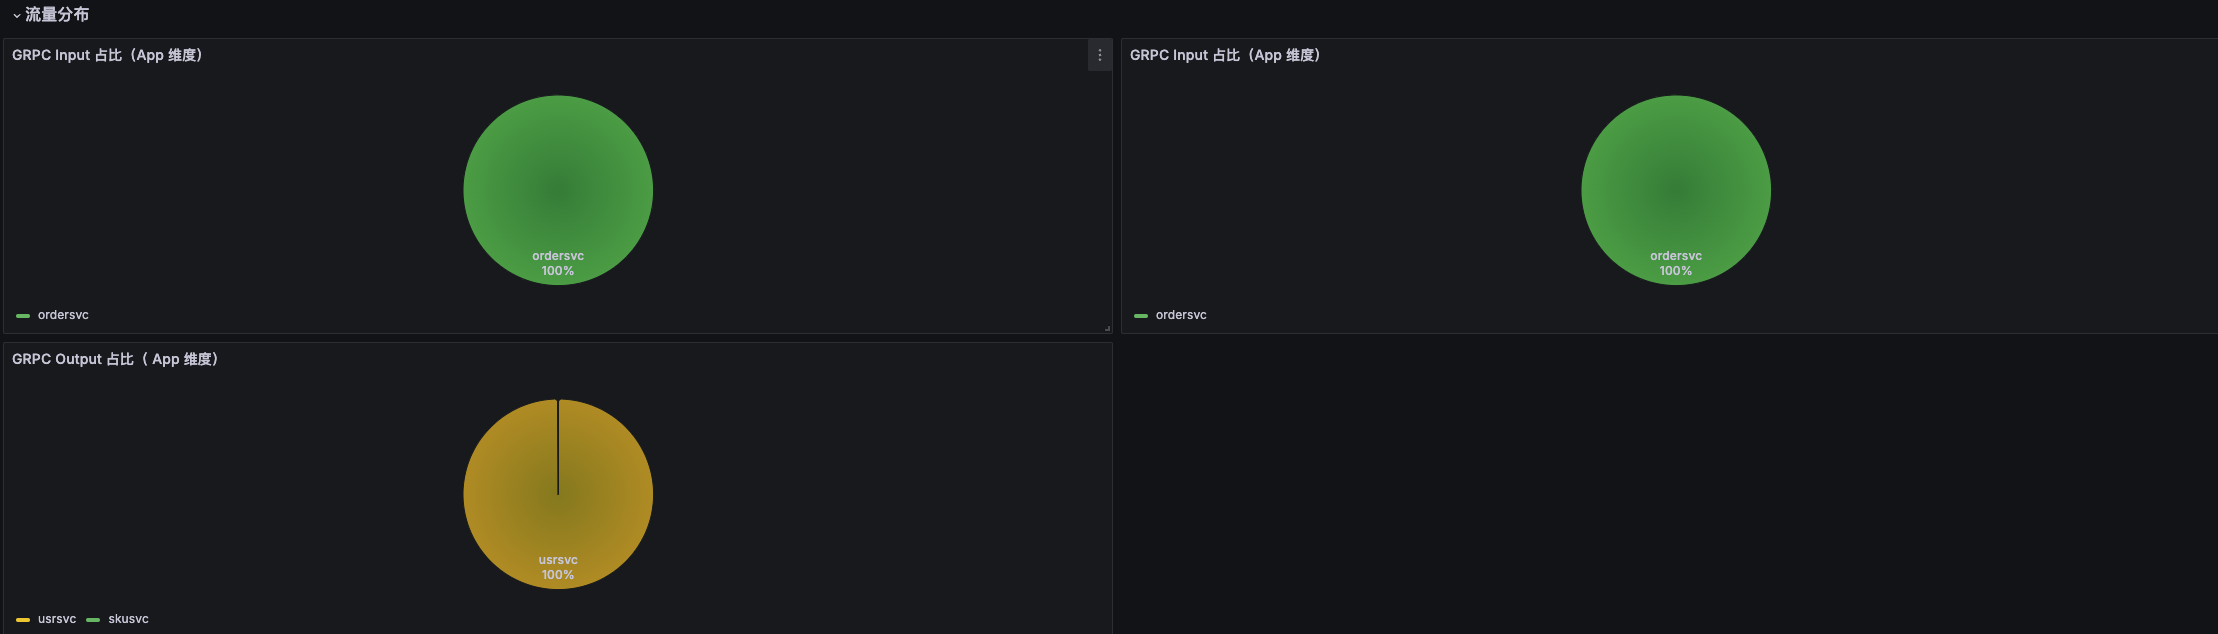 流量分布
GRPC Input 占比（App 维度）
ordersvc
100%
ordersvc
GRPC Input 占比（App 维度）
ordersvc
100%
ordersvc
GRPC Output 占比（ App 维度）
usrsvc
100%
usrsvc skusvc